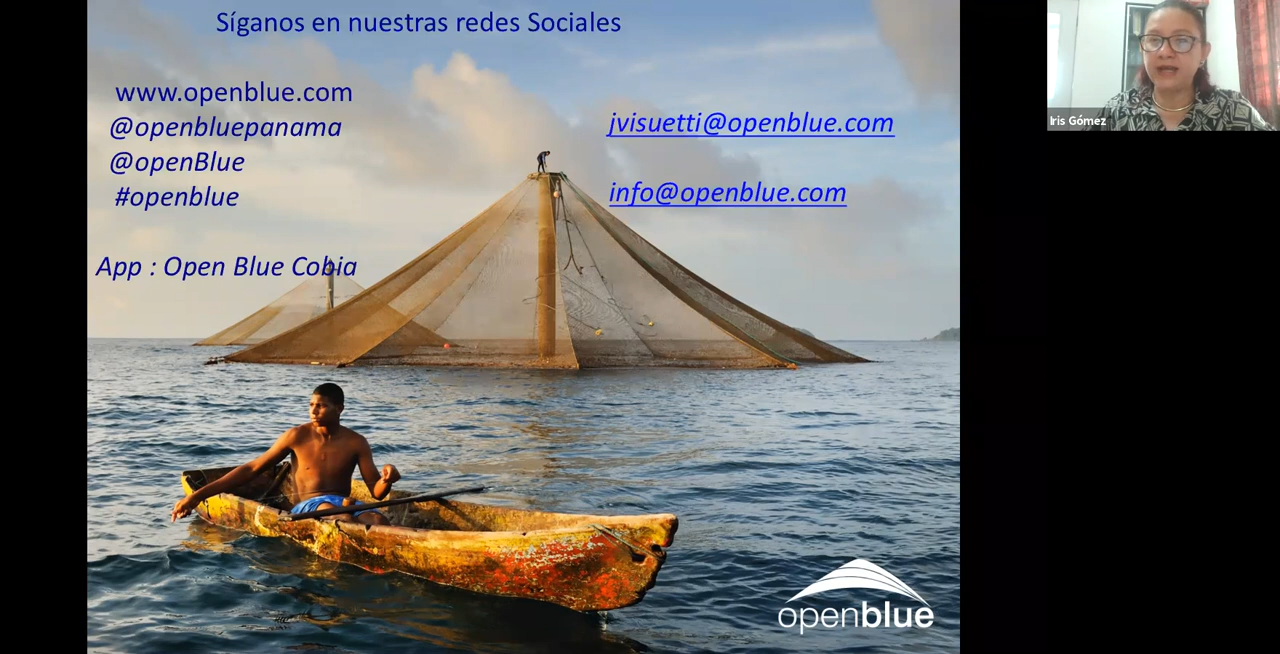 Síganos en nuestras redes Sociales
www.openblue.com
@openbluepanama
@openBlue
#openblue
App : Open Blue Cobia
jvisuetti@openblue.com
info@openblue.com
openblue
Iris Gómez